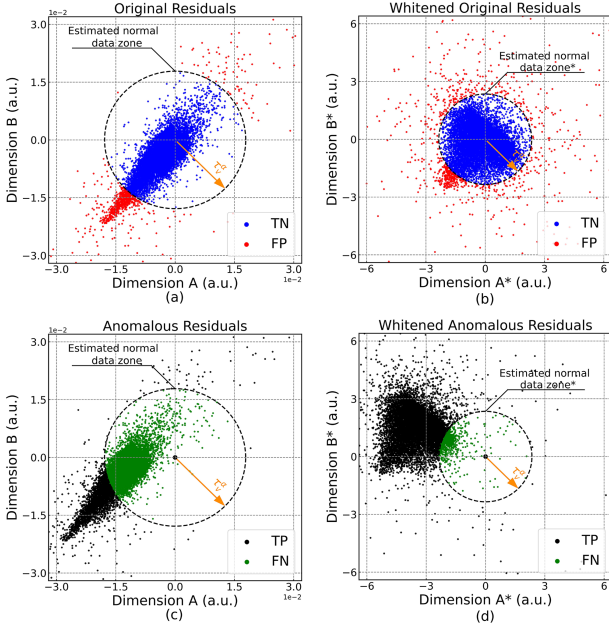 Original Residuals
1e−2
Estimated normal
data zone
Dimension B (a.u.)
3.0
1.5
0.0
−1.5
−3.0
TN
FP
−3.0 −1.5 0.0 1.5 3.0
1e−2
Dimension A (a.u.)
(a)
Whitened Original Residuals
Estimated normal
data zone*
Dimension B* (a.u.)
6
3
0
−3
−6
TN
FP
−6 −3 0 3 6
Dimension A* (a.u.)
(b)
Anomalous Residuals
1e−2
Estimated normal
data zone
Dimension B (a.u.)
3.0
1.5
0.0
−1.5
−3.0
TP
FN
−3.0 −1.5 0.0 1.5 3.0
1e−2
Dimension A (a.u.)
(c)
Whitened Anomalous Residuals
Estimated normal
data zone*
Dimension B* (a.u.)
6
3
0
−3
−6
TP
FN
−6 −3 0 3 6
Dimension A* (a.u.)
(d)